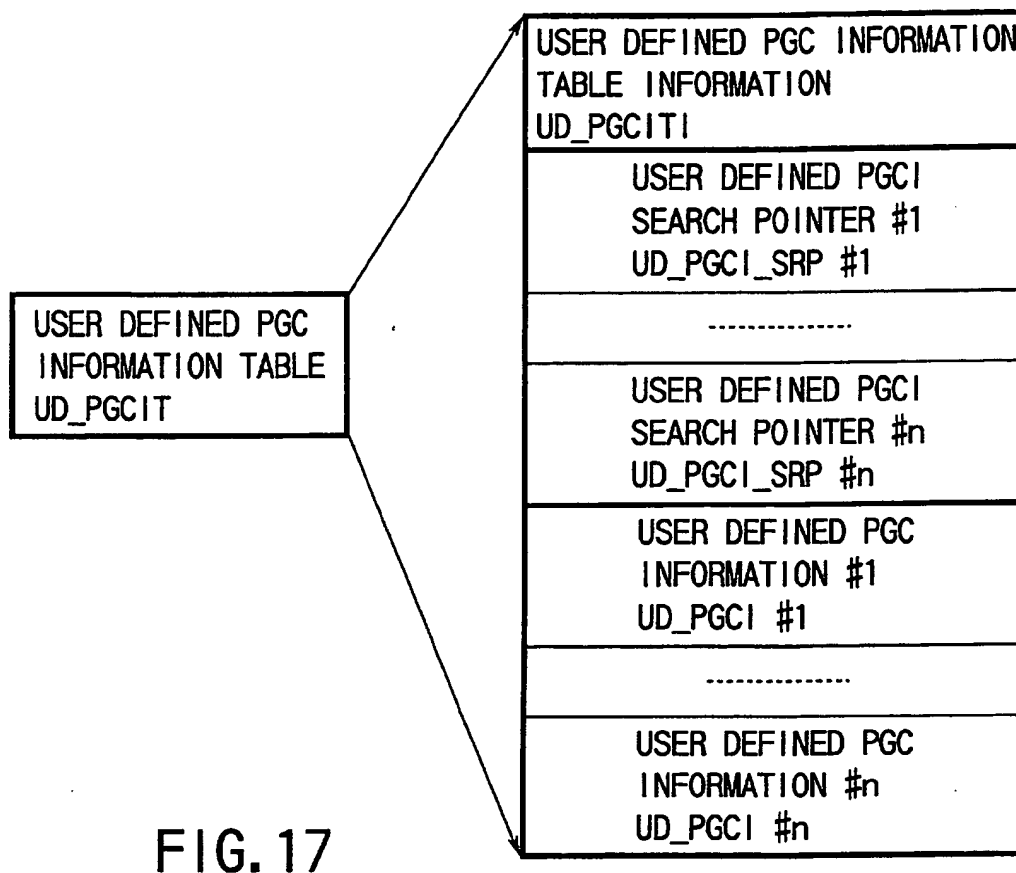 USER DEFINED PGC
INFORMATION TABLE
UD_PGCIT
USER DEFINED PGC INFORMATION
TABLE INFORMATION
UD_PGCITI
USER DEFINED PGCI
SEARCH POINTER #1
UD_PGCI_SRP #1
USER DEFINED PGCI
SEARCH POINTER #n
UD_PGCI_SRP #n
USER DEFINED PGC
INFORMATION #1
UD_PGCI #1
USER DEFINED PGC
INFORMATION #n
UD_PGCI #n
FIG.17